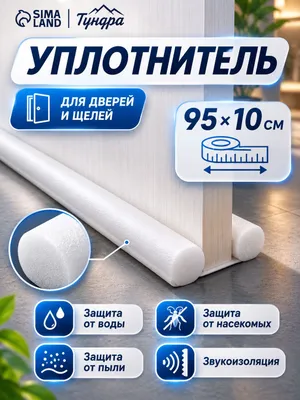 SIMA LAND
Тундра
УПЛОТНИТЕЛЬ
ДЛЯ ДВЕРЕЙ
И ЩЕЛЕЙ
95×10 СМ
Защита
от воды
Защита
от насекомых
Защита
от пыли
Звукоизоляция